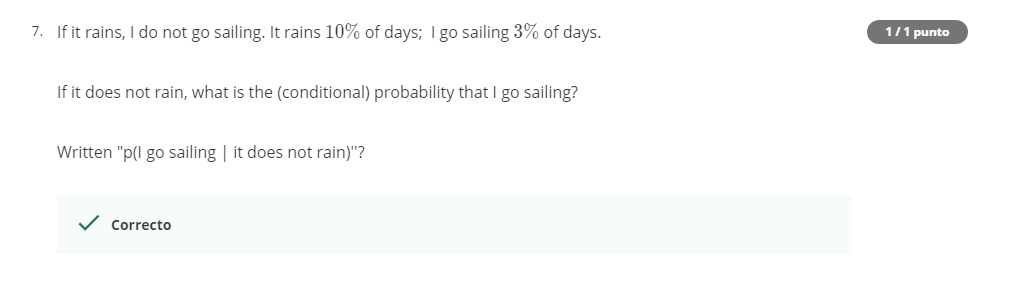 7. If it rains, I do not go sailing. It rains 10% of days; I go sailing 3% of days.
1 / 1 punto
If it does not rain, what is the (conditional) probability that I go sailing?
Written "p(I go sailing | it does not rain)"?
Correcto